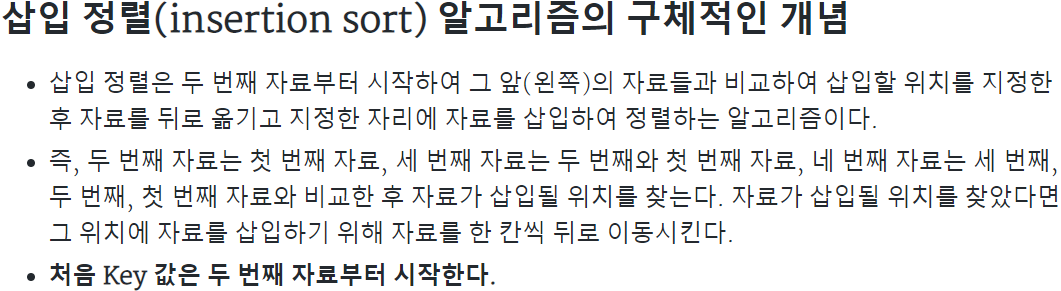 삽입 정렬(insertion sort) 알고리즘의 구체적인 개념
• 삽입 정렬은 두 번째 자료부터 시작하여 그 앞(왼쪽)의 자료들과 비교하여 삽입할 위치를 지정한
후 자료를 뒤로 옮기고 지정한 자리에 자료를 삽입하여 정렬하는 알고리즘이다.
• 즉, 두 번째 자료는 첫 번째 자료, 세 번째 자료는 두 번째와 첫 번째 자료, 네 번째 자료는 세 번째,
두 번째, 첫 번째 자료와 비교한 후 자료가 삽입될 위치를 찾는다. 자료가 삽입될 위치를 찾았다면
그 위치에 자료를 삽입하기 위해 자료를 한 칸씩 뒤로 이동시킨다.
• 처음 Key 값은 두 번째 자료부터 시작한다.